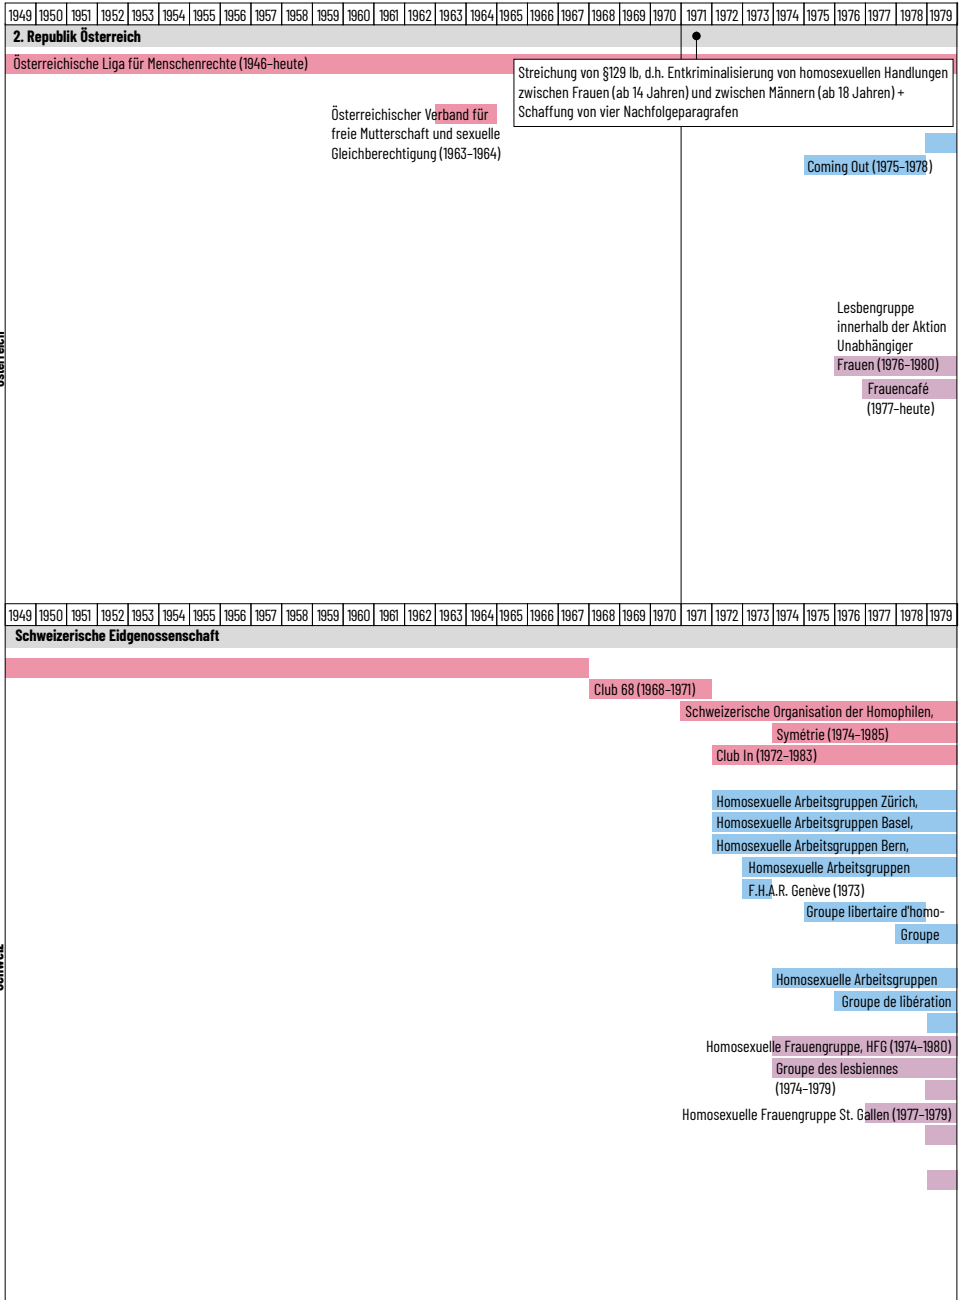 1949 1950 1951 1952 1953 1954 1955 1956 1957 1958 1959 1960 1961 1962 1963 1964 1965 1966 1967 1968 1969 1970 1971 1972 1973 1974 1975 1976 1977 1978 1979
2. Republik Österreich
Österreichische Liga für Menschenrechte (1946–heute)
Streichung von §129 Ib, d.h. Entkriminalisierung von homosexuellen Handlungen
zwischen Frauen (ab 14 Jahren) und zwischen Männern (ab 18 Jahren) +
Schaffung von vier Nachfolgeparagrafen
Österreichischer Verband für
freie Mutterschaft und sexuelle
Gleichberechtigung (1963–1964)
Coming Out (1975–1978)
Lesbengruppe
innerhalb der Aktion
Unabhängiger
Frauen (1976–1980)
Frauencafé
(1977–heute)
1949 1950 1951 1952 1953 1954 1955 1956 1957 1958 1959 1960 1961 1962 1963 1964 1965 1966 1967 1968 1969 1970 1971 1972 1973 1974 1975 1976 1977 1978 1979
Schweizerische Eidgenossenschaft
Club 68 (1968–1971)
Schweizerische Organisation der Homophilen,
Symétrie (1974–1985)
Club In (1972–1983)
Homosexuelle Arbeitsgruppen Zürich,
Homosexuelle Arbeitsgruppen Basel,
Homosexuelle Arbeitsgruppen Bern,
Homosexuelle Arbeitsgruppen
F.H.A.R. Genève (1973)
Groupe libertaire d'homo-
Groupe
Homosexuelle Arbeitsgruppen
Groupe de libération
Homosexuelle Frauengruppe, HFG (1974–1980)
Groupe des lesbiennes
(1974–1979)
Homosexuelle Frauengruppe St. Gallen (1977–1979)